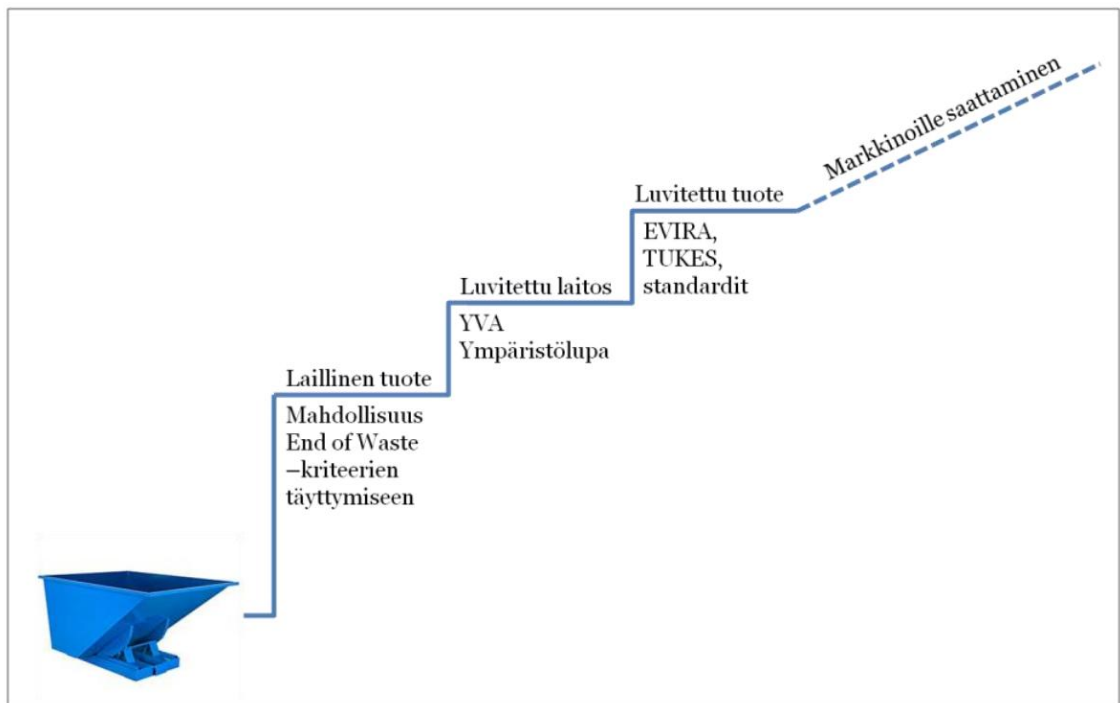 Markkinoille saattaminen
Luvitettu tuote
EVIRA,
TUKES,
standardit
Luvitettu laitos
YVA
Ympäristölupa
Laillinen tuote
Mahdollisuus
End of Waste
–kriteerien
täyttymiseen